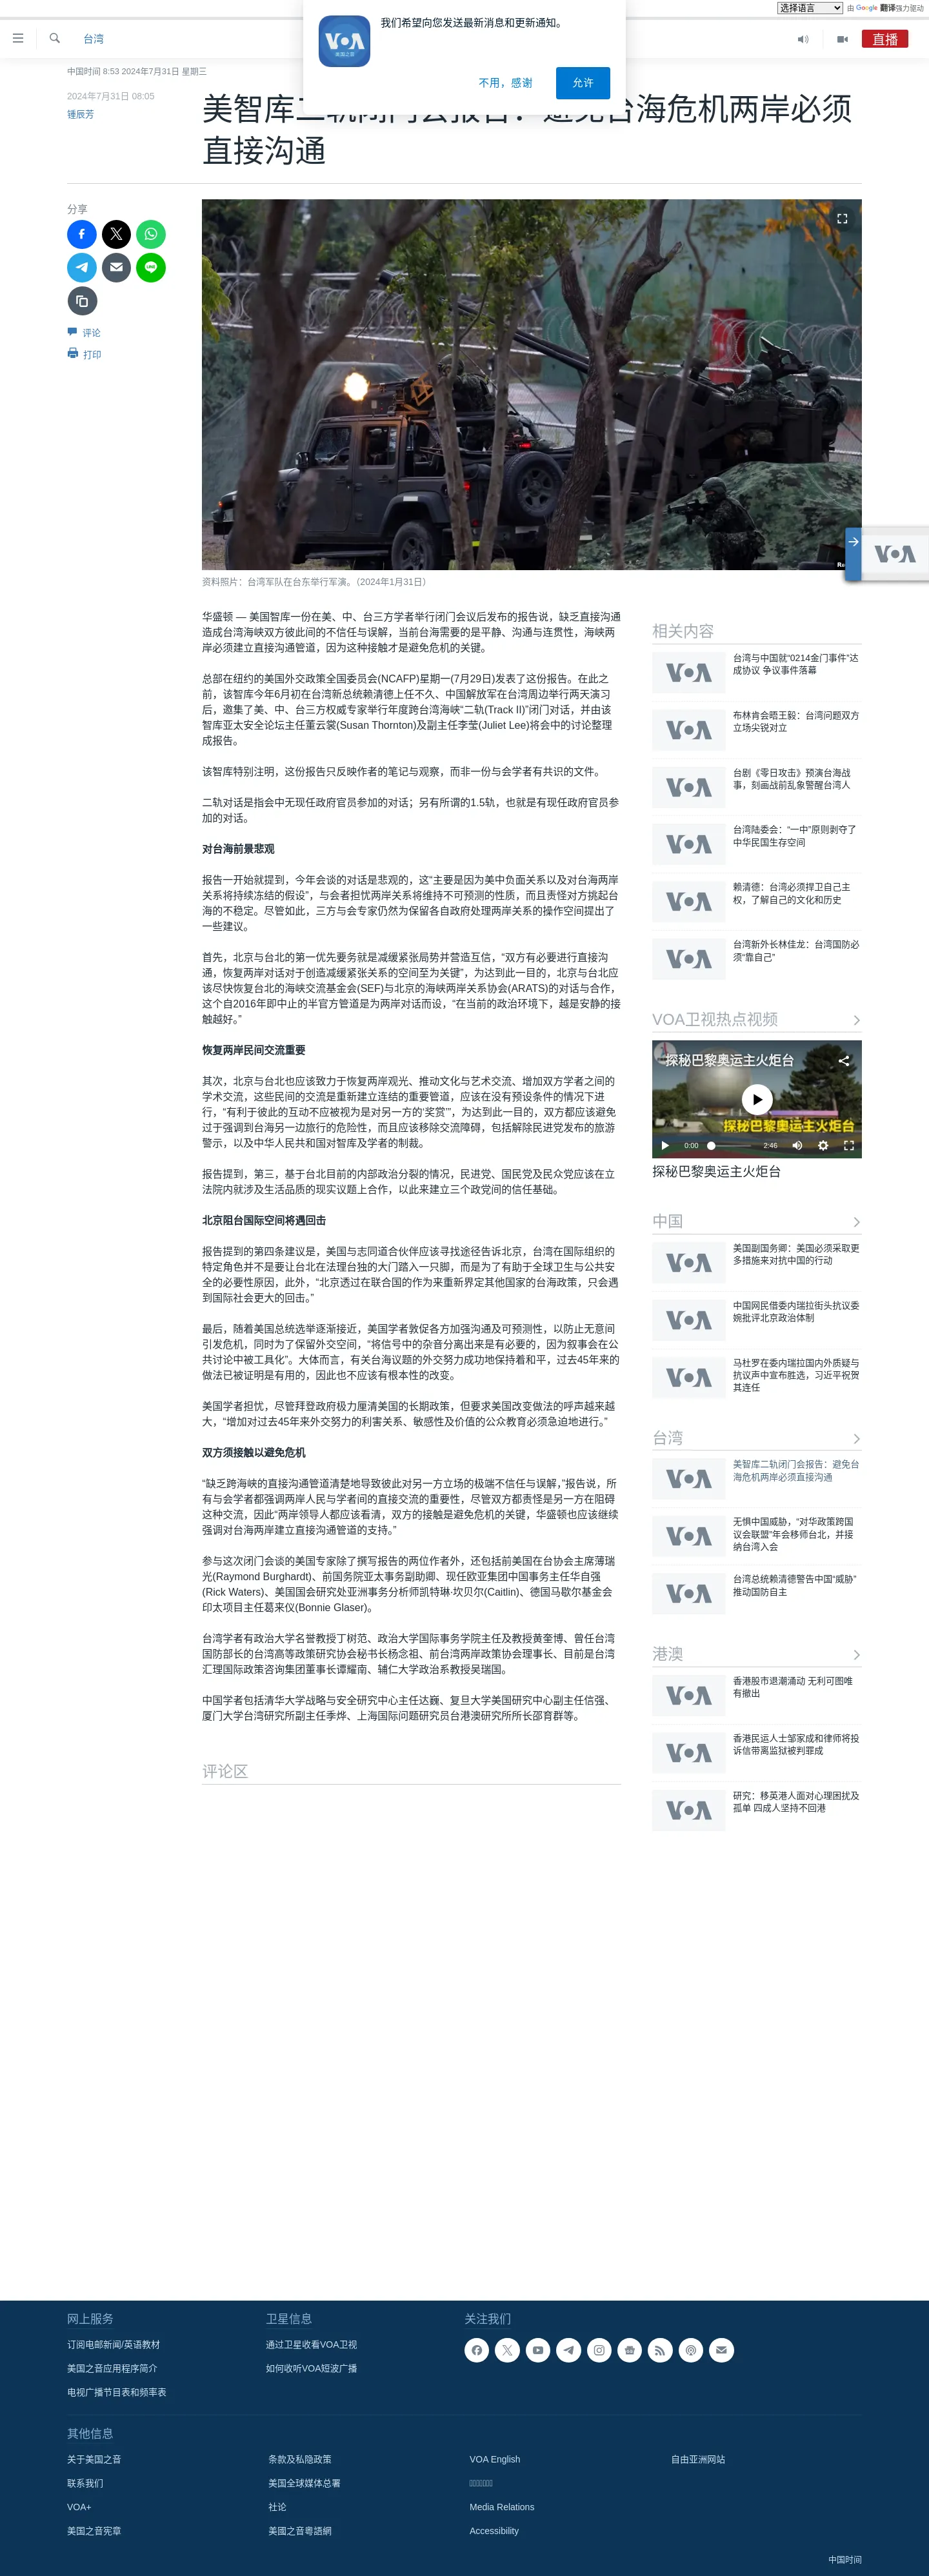 选择语言
由 Google 翻译强力驱动
我们希望向您发送最新消息和更新通知。
不用，感谢
允许
VOA
美国之音
台湾
直播
中国时间 8:53 2024年7月31日 星期三
2024年7月31日 08:05
锺辰芳
美智库二轨闭门会报告：避免台海危机两岸必须
直接沟通
分享
评论
打印
资料照片：台湾军队在台东举行军演。（2024年1月31日）
华盛顿 — 美国智库一份在美、中、台三方学者举行闭门会议后发布的报告说，缺乏直接沟通
造成台湾海峡双方彼此间的不信任与误解，当前台海需要的是平静、沟通与连贯性，海峡两
岸必须建立直接沟通管道，因为这种接触才是避免危机的关键。
总部在纽约的美国外交政策全国委员会(NCAFP)星期一(7月29日)发表了这份报告。在此之
前，该智库今年6月初在台湾新总统赖清德上任不久、中国解放军在台湾周边举行两天演习
后，邀集了美、中、台三方权威专家举行年度跨台湾海峡“二轨(Track II)”闭门对话，并由该
智库亚太安全论坛主任董云裳(Susan Thornton)及副主任李莹(Juliet Lee)将会中的讨论整理
成报告。
该智库特别注明，这份报告只反映作者的笔记与观察，而非一份与会学者有共识的文件。
二轨对话是指会中无现任政府官员参加的对话；另有所谓的1.5轨，也就是有现任政府官员参
加的对话。
对台海前景悲观
报告一开始就提到，今年会谈的对话是悲观的，这“主要是因为美中负面关系以及对台海两岸
关系将持续冻结的假设”，与会者担忧两岸关系将维持不可预测的性质，而且责怪对方挑起台
海的不稳定。尽管如此，三方与会专家仍然为保留各自政府处理两岸关系的操作空间提出了
一些建议。
首先，北京与台北的第一优先要务就是减缓紧张局势并营造互信，“双方有必要进行直接沟
通，恢复两岸对话对于创造减缓紧张关系的空间至为关键”，为达到此一目的，北京与台北应
该尽快恢复台北的海峡交流基金会(SEF)与北京的海峡两岸关系协会(ARATS)的对话与合作，
这个自2016年即中止的半官方管道是为两岸对话而设，“在当前的政治环境下，越是安静的接
触越好。”
恢复两岸民间交流重要
其次，北京与台北也应该致力于恢复两岸观光、推动文化与艺术交流、增加双方学者之间的
学术交流，这些民间的交流是重新建立连结的重要管道，应该在没有预设条件的情况下进
行，“有利于彼此的互动不应被视为是对另一方的‘奖赏’”，为达到此一目的，双方都应该避免
过于强调到台海另一边旅行的危险性，而且应该移除交流障碍，包括解除民进党发布的旅游
警示，以及中华人民共和国对智库及学者的制裁。
报告提到，第三，基于台北目前的内部政治分裂的情况，民进党、国民党及民众党应该在立
法院内就涉及生活品质的现实议题上合作，以此来建立三个政党间的信任基础。
北京阻台国际空间将遇回击
报告提到的第四条建议是，美国与志同道合伙伴应该寻找途径告诉北京，台湾在国际组织的
特定角色并不是要让台北在法理台独的大门踏入一只脚，而是为了有助于全球卫生与公共安
全的必要性原因，此外，“北京透过在联合国的作为来重新界定其他国家的台海政策，只会遇
到国际社会更大的回击。”
最后，随着美国总统选举逐渐接近，美国学者敦促各方加强沟通及可预测性，以防止无意间
引发危机，同时为了保留外交空间，“将信号中的杂音分离出来是有必要的，因为叙事会在公
共讨论中被工具化”。大体而言，有关台海议题的外交努力成功地保持着和平，过去45年来的
做法已被证明是有用的，因此也不应该有根本性的改变。
美国学者担忧，尽管拜登政府极力厘清美国的长期政策，但要求美国改变做法的呼声越来越
大，“增加对过去45年来外交努力的利害关系、敏感性及价值的公众教育必须急迫地进行。”
双方须接触以避免危机
“缺乏跨海峡的直接沟通管道清楚地导致彼此对另一方立场的极端不信任与误解，”报告说，所
有与会学者都强调两岸人民与学者间的直接交流的重要性，尽管双方都责怪是另一方在阻碍
这种交流，因此“两岸领导人都应该看清，双方的接触是避免危机的关键，华盛顿也应该继续
强调对台海两岸建立直接沟通管道的支持。”
参与这次闭门会谈的美国专家除了撰写报告的两位作者外，还包括前美国在台协会主席薄瑞
光(Raymond Burghardt)、前国务院亚太事务副助卿、现任欧亚集团中国事务主任华自强
(Rick Waters)、美国国会研究处亚洲事务分析师凯特琳·坎贝尔(Caitlin)、德国马歇尔基金会
印太项目主任葛来仪(Bonnie Glaser)。
台湾学者有政治大学名誉教授丁树范、政治大学国际事务学院主任及教授黄奎博、曾任台湾
国防部长的台湾高等政策研究协会秘书长杨念祖、前台湾两岸政策协会理事长、目前是台湾
汇理国际政策咨询集团董事长谭耀南、辅仁大学政治系教授吴瑞国。
中国学者包括清华大学战略与安全研究中心主任达巍、复旦大学美国研究中心副主任信强、
厦门大学台湾研究所副主任季烨、上海国际问题研究员台港澳研究所所长邵育群等。
评论区
相关内容
台湾与中国就“0214金门事件”达
成协议 争议事件落幕
布林肯会晤王毅：台湾问题双方
立场尖锐对立
台剧《零日攻击》预演台海战
事，刻画战前乱象警醒台湾人
台湾陆委会：“一中”原则剥夺了
中华民国生存空间
赖清德：台湾必须捍卫自己主
权，了解自己的文化和历史
台湾新外长林佳龙：台湾国防必
须“靠自己”
VOA卫视热点视频
探秘巴黎奥运主火炬台
探秘巴黎奥运主火炬台
0:00
2:46
探秘巴黎奥运主火炬台
中国
美国副国务卿：美国必须采取更
多措施来对抗中国的行动
中国网民借委内瑞拉街头抗议委
婉批评北京政治体制
马杜罗在委内瑞拉国内外质疑与
抗议声中宣布胜选，习近平祝贺
其连任
台湾
美智库二轨闭门会报告：避免台
海危机两岸必须直接沟通
无惧中国威胁，“对华政策跨国
议会联盟”年会移师台北，并接
纳台湾入会
台湾总统赖清德警告中国“威胁”
推动国防自主
港澳
香港股市退潮涌动 无利可图唯
有撤出
香港民运人士邹家成和律师将投
诉信带离监狱被判罪成
研究：移英港人面对心理困扰及
孤单 四成人坚持不回港
网上服务
订阅电邮新闻/英语教材
美国之音应用程序简介
电视广播节目表和频率表
卫星信息
通过卫星收看VOA卫视
如何收听VOA短波广播
关注我们
其他信息
关于美国之音
联系我们
VOA+
美国之音宪章
条款及私隐政策
美国全球媒体总署
社论
美國之音粵語網
VOA English
Media Relations
Accessibility
自由亚洲网站
中国时间